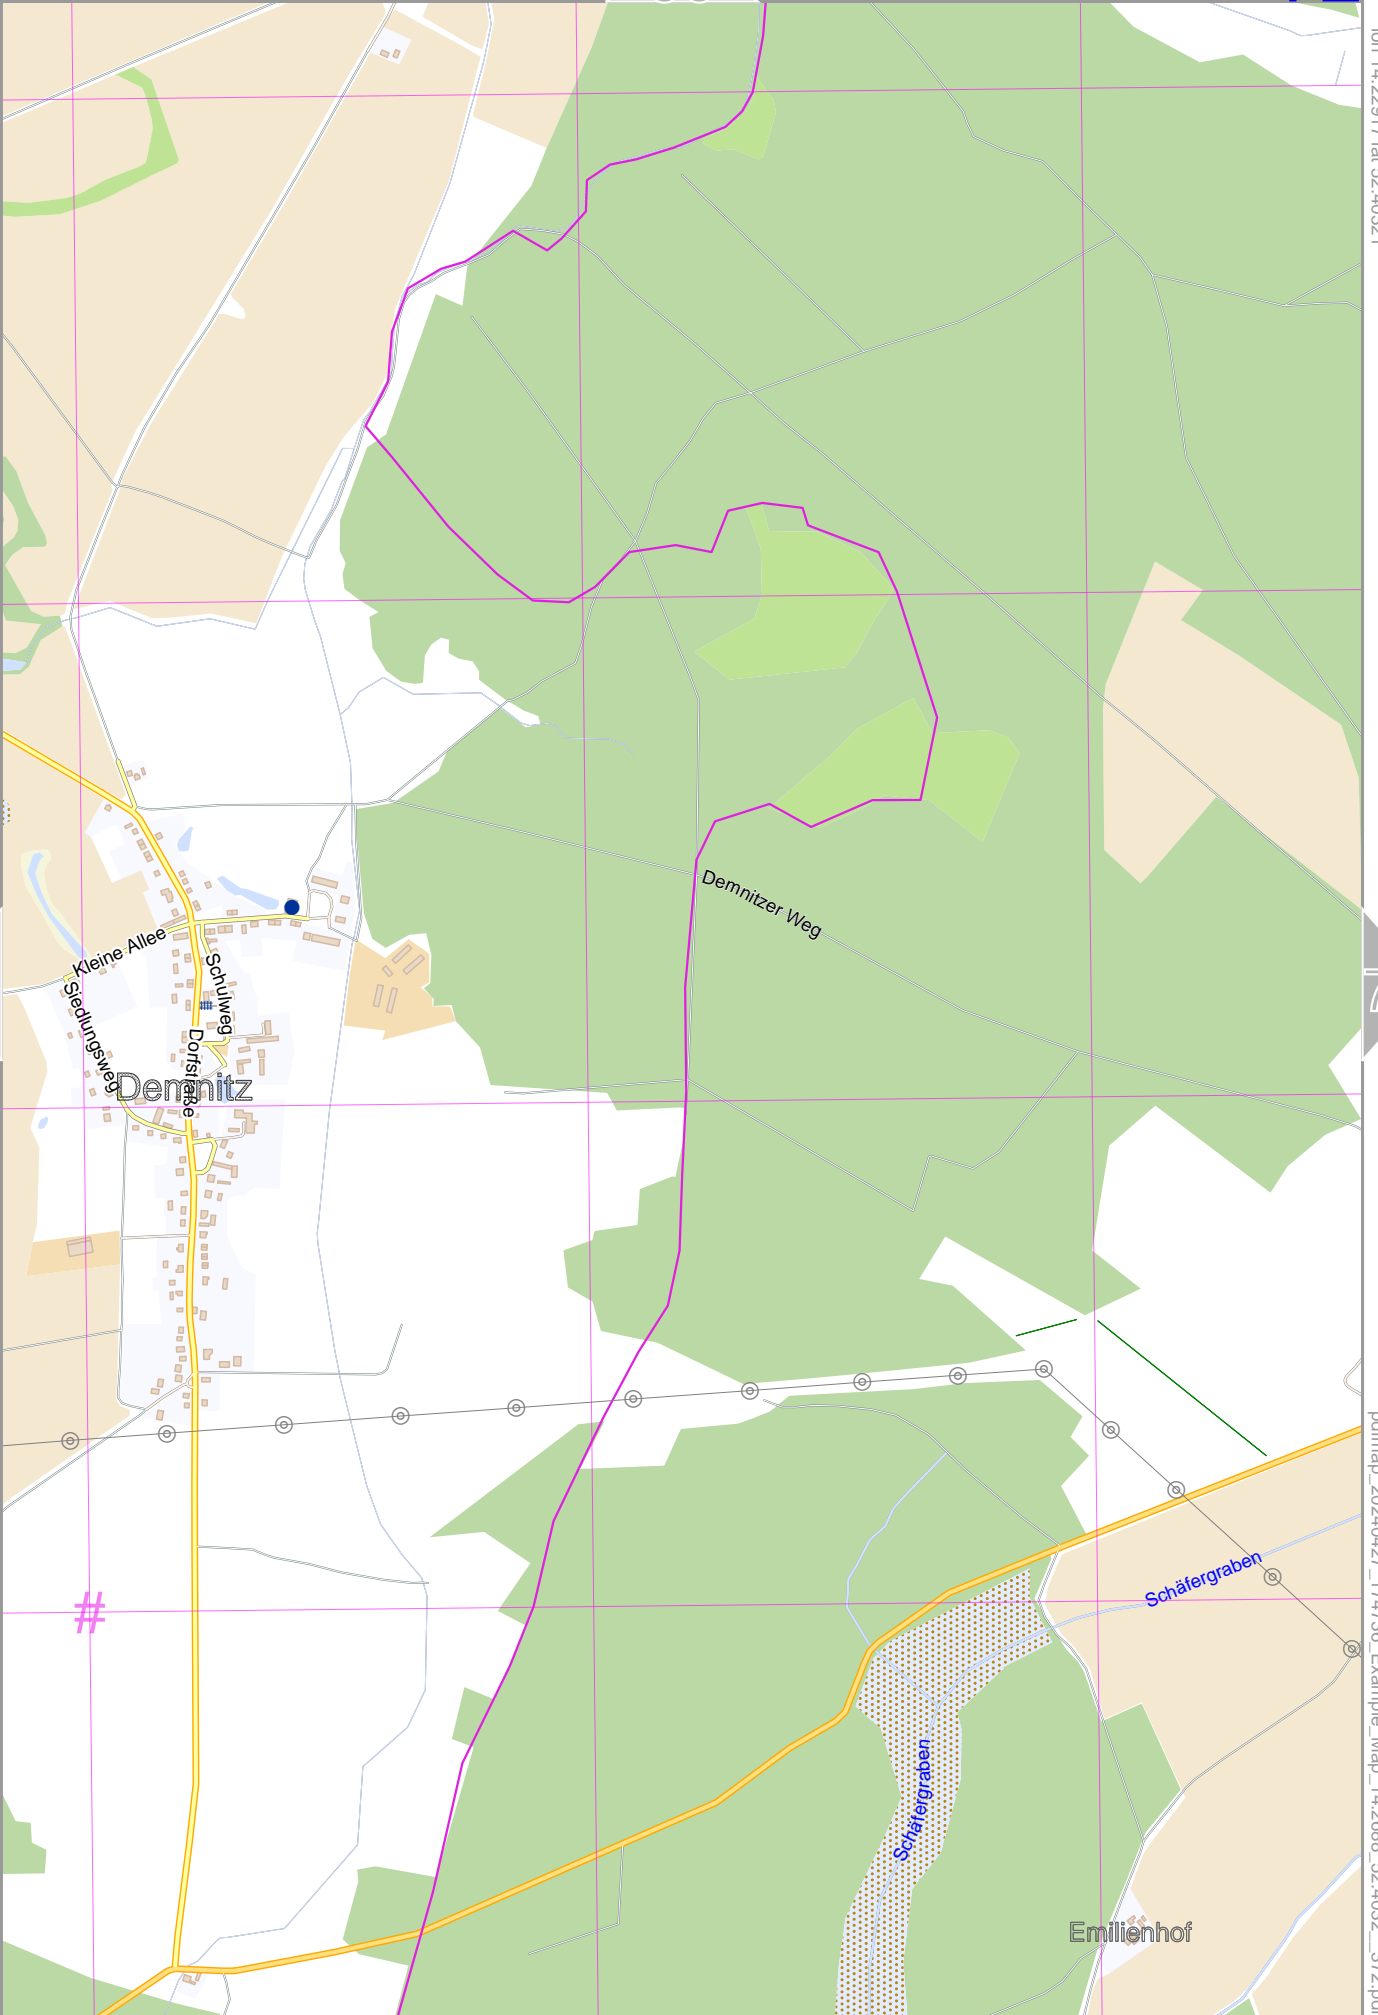 Demnitzer Weg
Kleine Allee
Schulweg
Siedlungsweg
Dorfstraße
Demnitz
#
Schäfergraben
Schäfergraben
Emilienhof